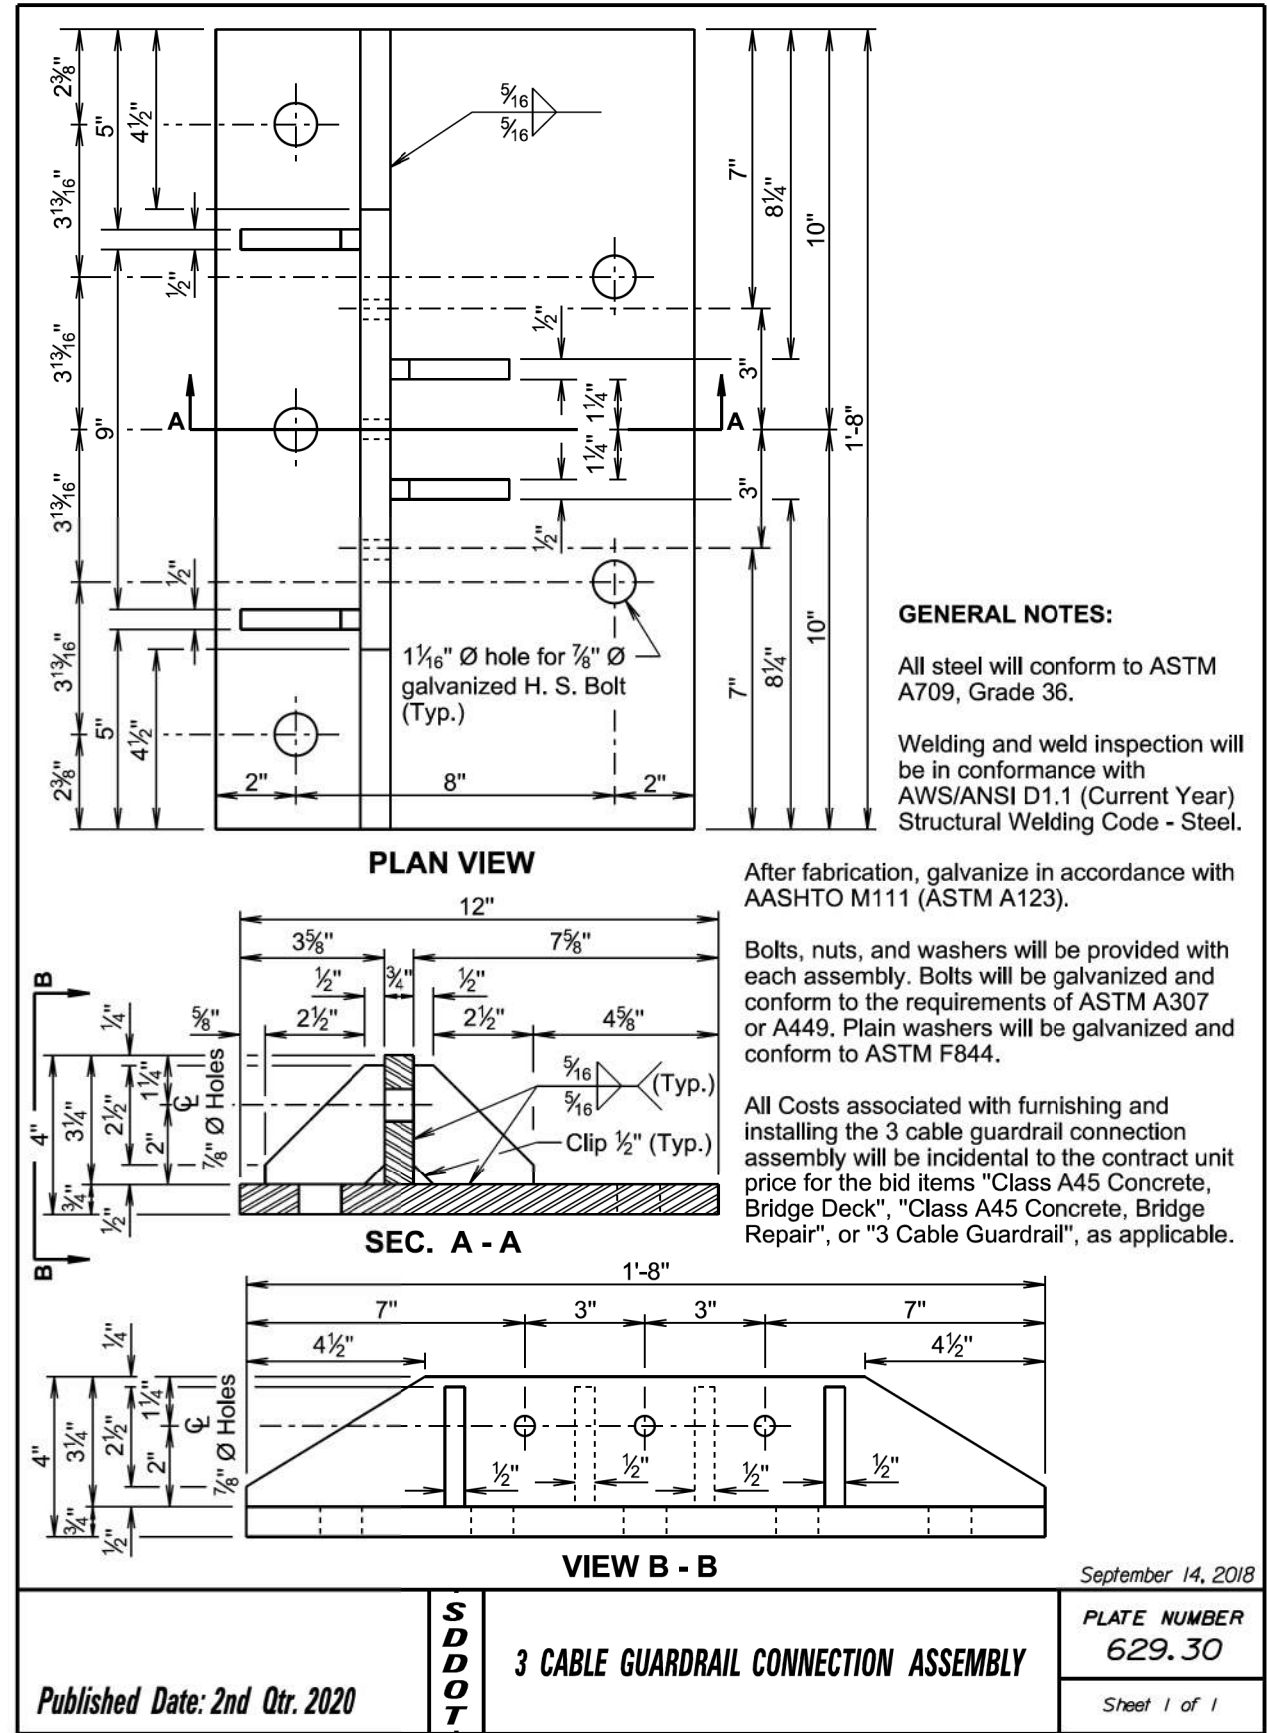 2⅜"
5"
4½"
5/16
5/16
7"
8¼"
10"
3 13/16"
½"
3 13/16"
½"
3"
1¼"
A
A
9"
1'-8"
1¼"
3 13/16"
3"
½"
½"
3 13/16"
1 1/16" Ø hole for ⅞" Ø
galvanized H. S. Bolt
(Typ.)
10"
8¼"
7"
5"
4½"
2⅜"
2"
8"
2"
PLAN VIEW
GENERAL NOTES:
All steel will conform to ASTM
A709, Grade 36.
Welding and weld inspection will
be in conformance with
AWS/ANSI D1.1 (Current Year)
Structural Welding Code - Steel.
After fabrication, galvanize in accordance with
AASHTO M111 (ASTM A123).
Bolts, nuts, and washers will be provided with
each assembly. Bolts will be galvanized and
conform to the requirements of ASTM A307
or A449. Plain washers will be galvanized and
conform to ASTM F844.
All Costs associated with furnishing and
installing the 3 cable guardrail connection
assembly will be incidental to the contract unit
price for the bid items "Class A45 Concrete,
Bridge Deck", "Class A45 Concrete, Bridge
Repair", or "3 Cable Guardrail", as applicable.
12"
3⅝"
7⅝"
B
½"
¾"
½"
¼"
⅝"
2½"
2½"
4⅝"
4"
3¼"
2½"
1¼"
2"
℄
⅞" Ø Holes
5/16
5/16
(Typ.)
Clip ½" (Typ.)
¾"
½"
B
SEC. A - A
1'-8"
7"
3"
3"
7"
¼"
4½"
4½"
4"
3¼"
2½"
1¼"
2"
℄
⅞" Ø Holes
½"
½"
½"
½"
¾"
½"
VIEW B - B
September 14, 2018
Published Date: 2nd Qtr. 2020
S
D
D
O
T
3 CABLE GUARDRAIL CONNECTION ASSEMBLY
PLATE NUMBER
629.30
Sheet 1 of 1